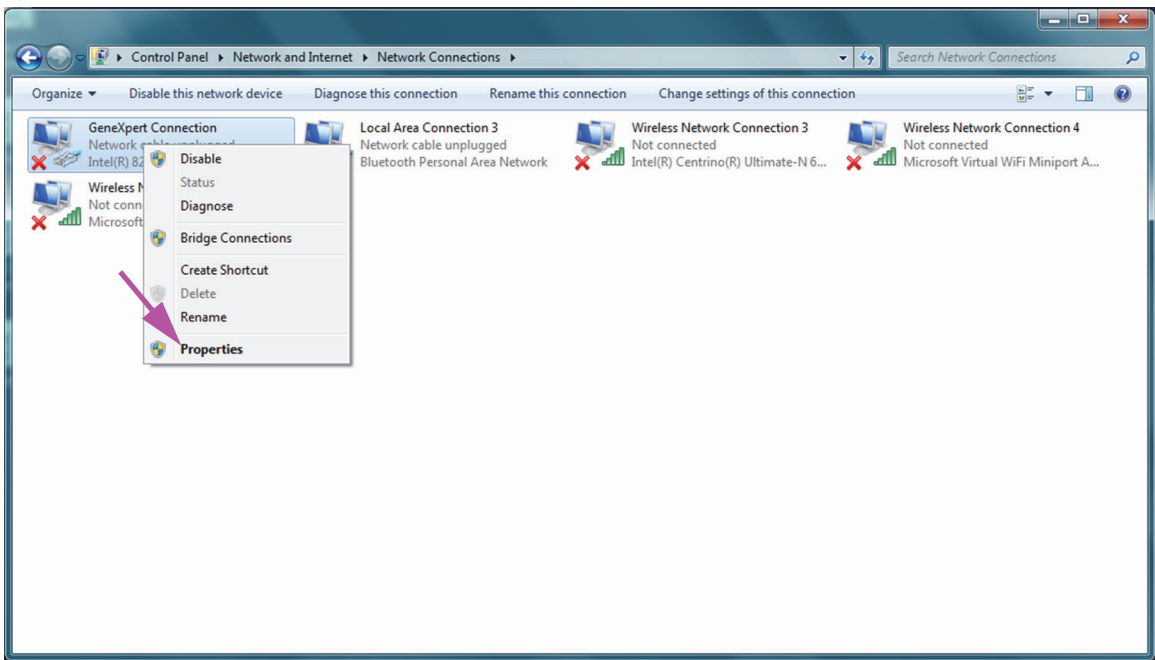 Control Panel Network and Internet Network Connections
Search Network Connections
Organize Disable this network device Diagnose this connection Rename this connection Change settings of this connection
GeneXpert Connection
Network cable unplugged
Intel(R) 82
Local Area Connection 3
Network cable unplugged
Bluetooth Personal Area Network
Wireless Network Connection 3
Not connected
Intel(R) Centrino(R) Ultimate-N 6...
Wireless Network Connection 4
Not connected
Microsoft Virtual WiFi Miniport A...
Wireless N
Not conn
Microsoft
Disable
Status
Diagnose
Bridge Connections
Create Shortcut
Delete
Rename
Properties